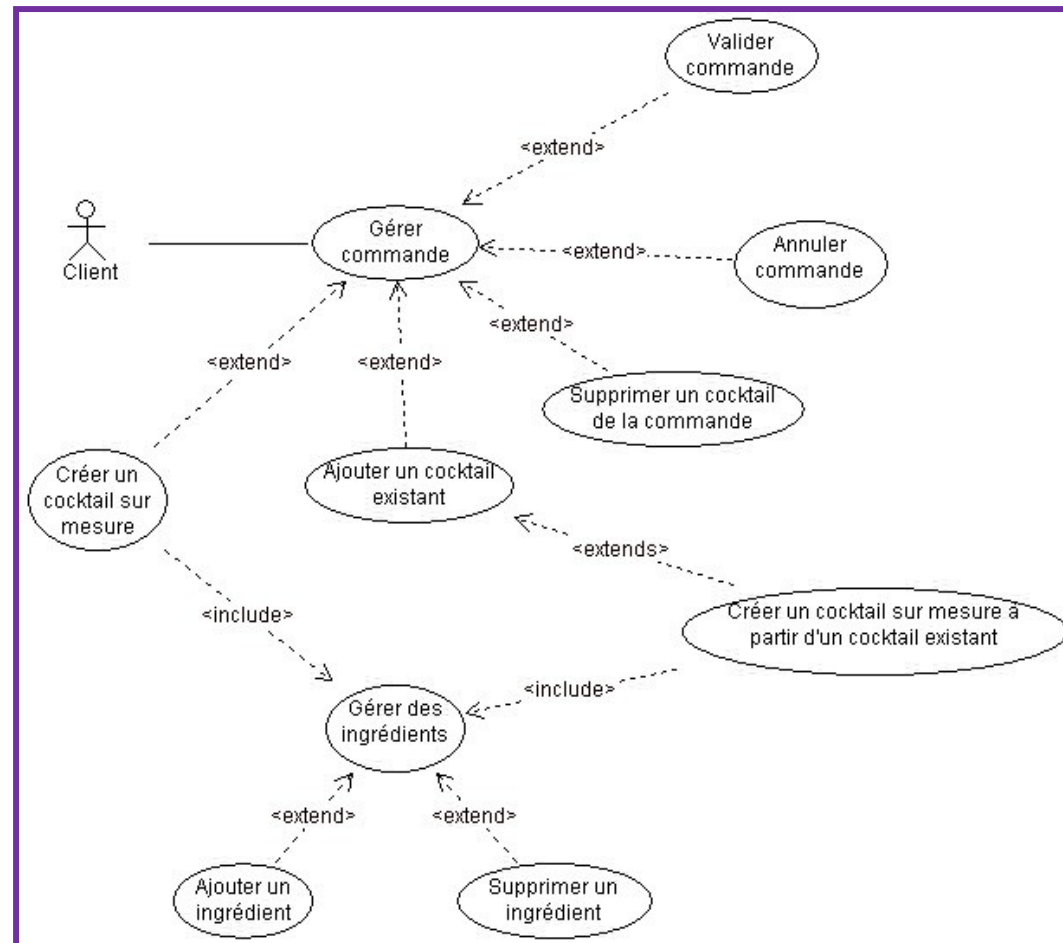 Valider
commande
<extend>
Client
Gérer
commande
<extend>
Annuler
commande
<extend>
<extend>
<extend>
Supprimer un cocktail
de la commande
Créer un
cocktail sur
mesure
Ajouter un cocktail
existant
<extends>
<include>
Créer un cocktail sur mesure à
partir d'un cocktail existant
<include>
Gérer des
ingrédients
<extend>
<extend>
Ajouter un
ingrédient
Supprimer un
ingrédient